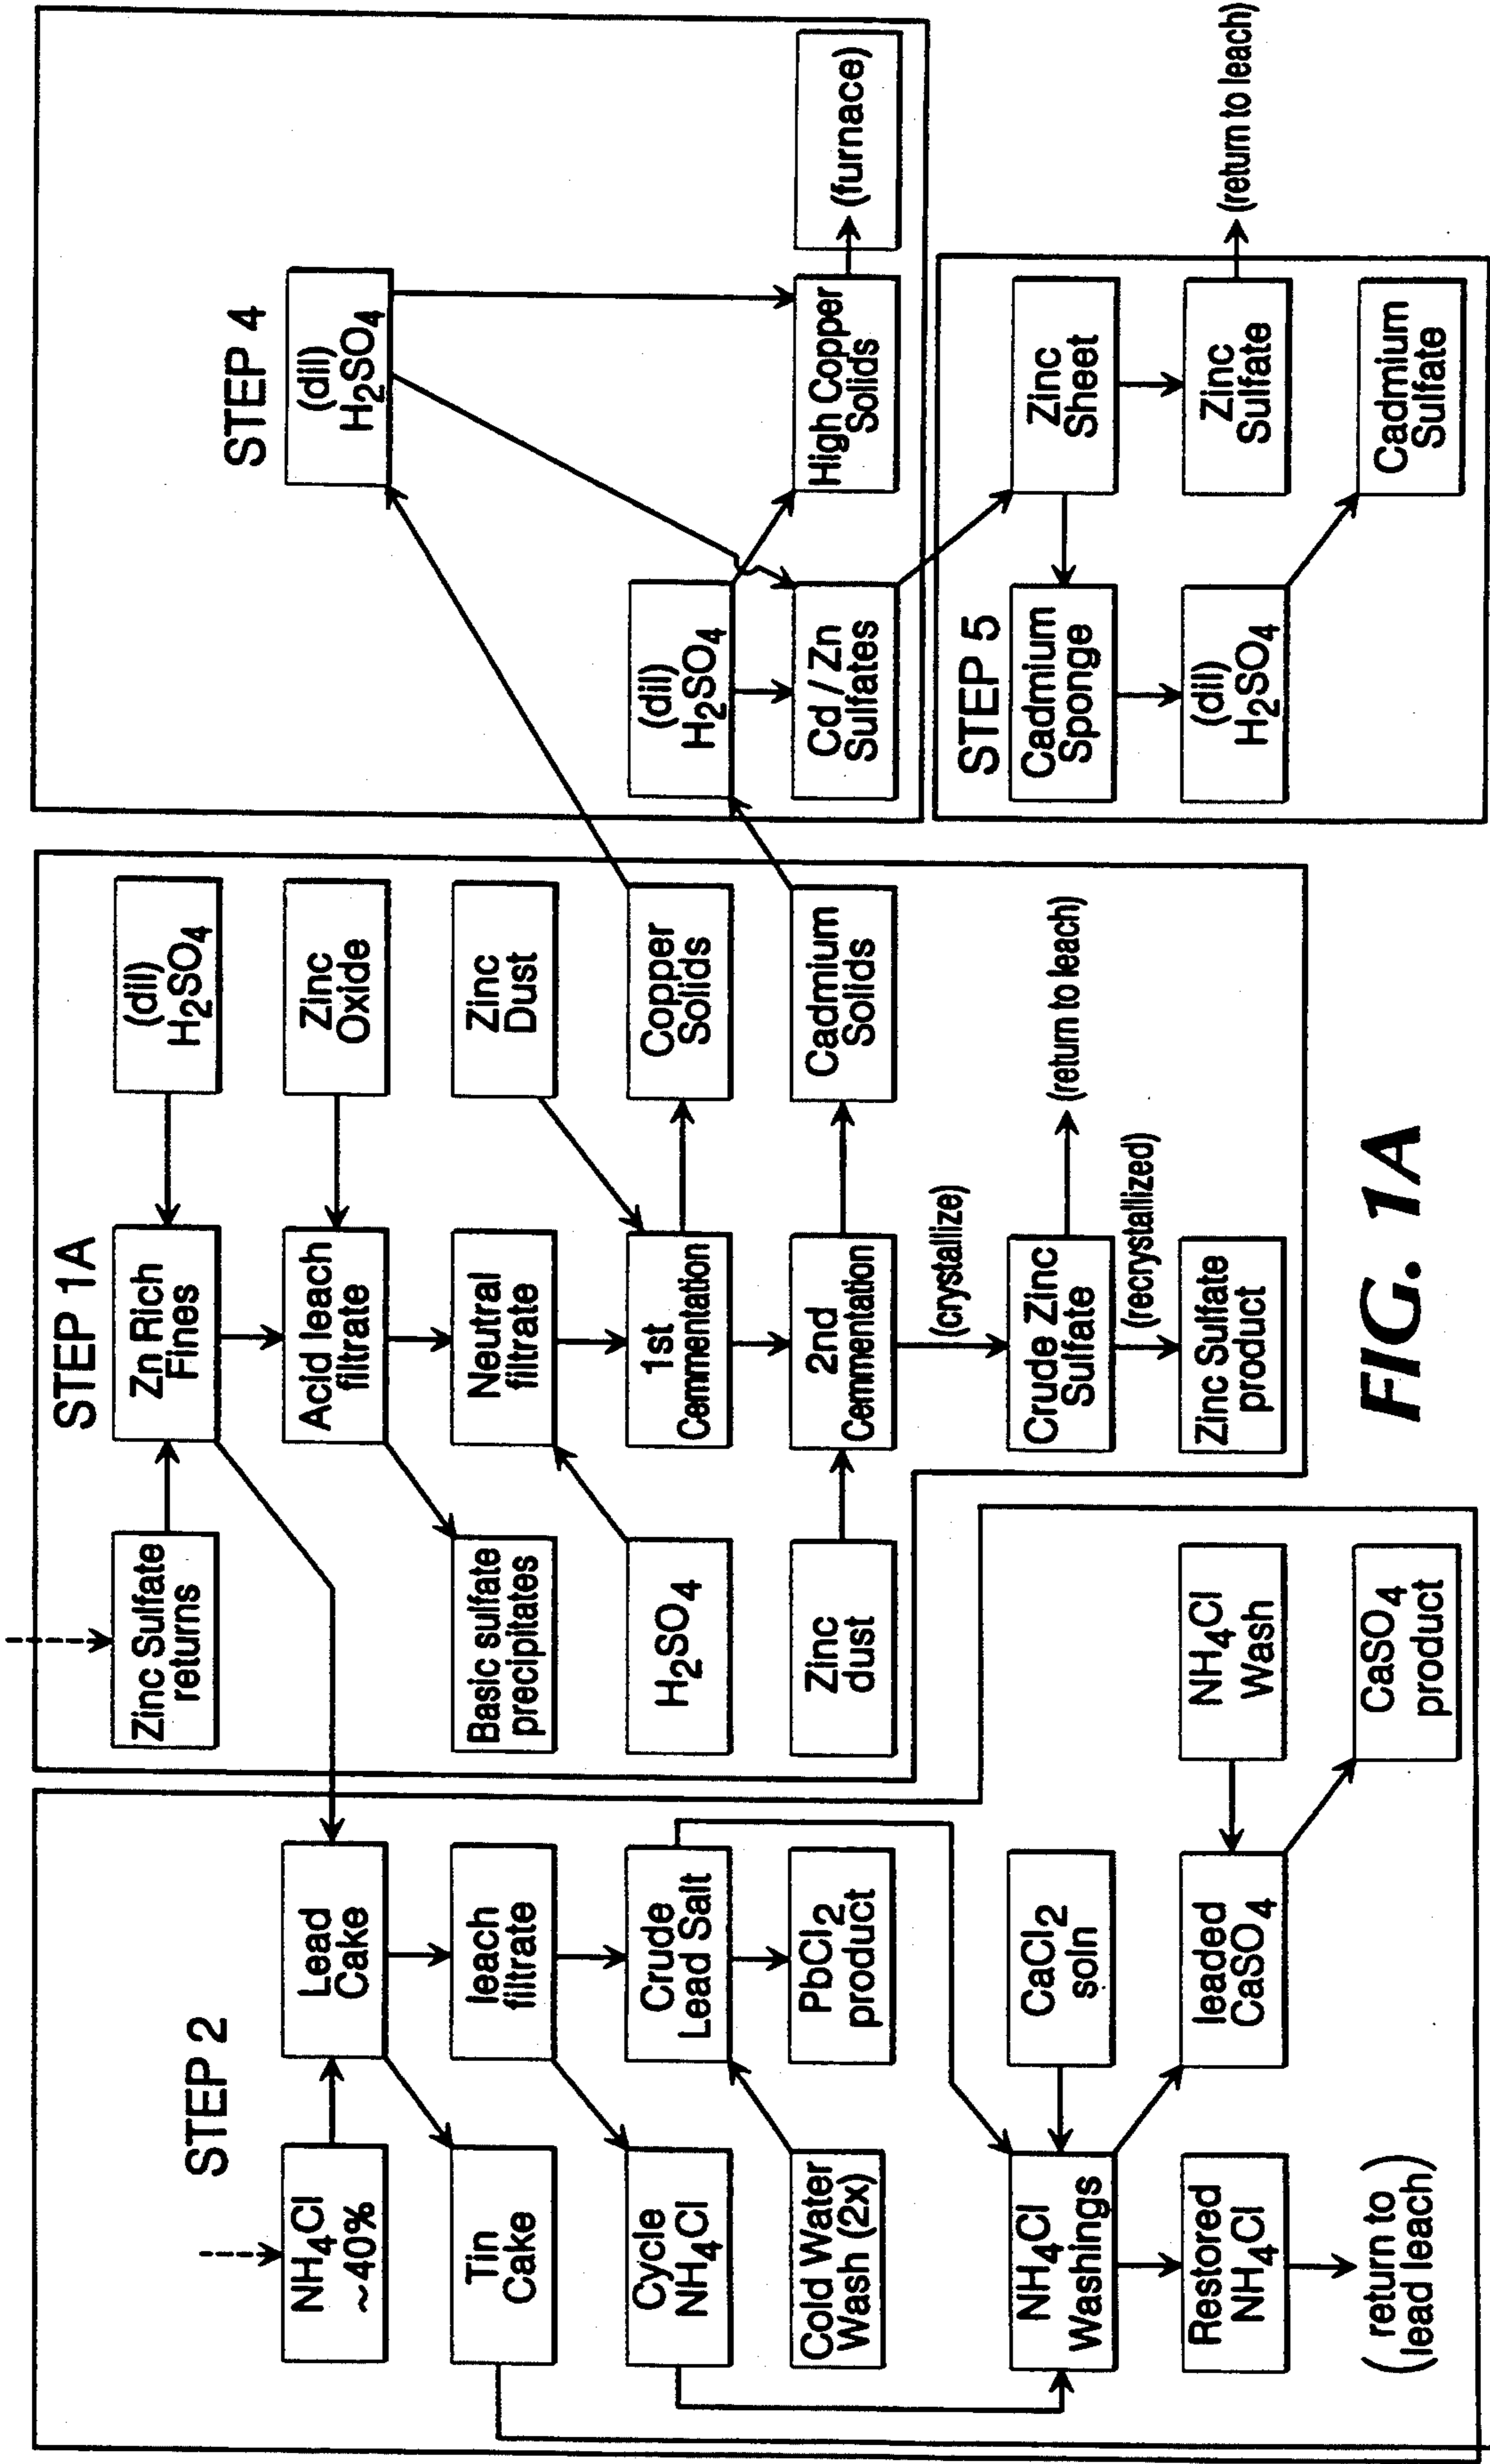 STEP 2
NH4Cl
~40%
Lead
Cake
Tin
Cake
leach
filtrate
Cycle
NH4Cl
Crude
Lead Salt
Cold Water
Wash (2x)
PbCl2
product
NH4Cl
Washings
CaCl2
soln
Restored
NH4Cl
leaded
CaSO4
NH4Cl
Wash
(return to
lead leach)
CaSO4
product
STEP 1A
Zinc Sulfate
returns
Zn Rich
Fines
(dil)
H2SO4
Acid leach
filtrate
Zinc
Oxide
Basic sulfate
precipitates
Neutral
filtrate
Zinc
Dust
H2SO4
1st
Cemmentation
Copper
Solids
Zinc
dust
2nd
Cemmentation
Cadmium
Solids
(crystallize)
Crude Zinc
Sulfate
(return to leach)
(recrystallized)
Zinc Sulfate
product
STEP 4
(dil)
H2SO4
(dil)
H2SO4
Cd / Zn
Sulfates
High Copper
Solids
(furnace)
STEP 5
Cadmium
Sponge
Zinc
Sheet
(dil)
H2SO4
Zinc
Sulfate
(return to leach)
Cadmium
Sulfate
FIG. 1A